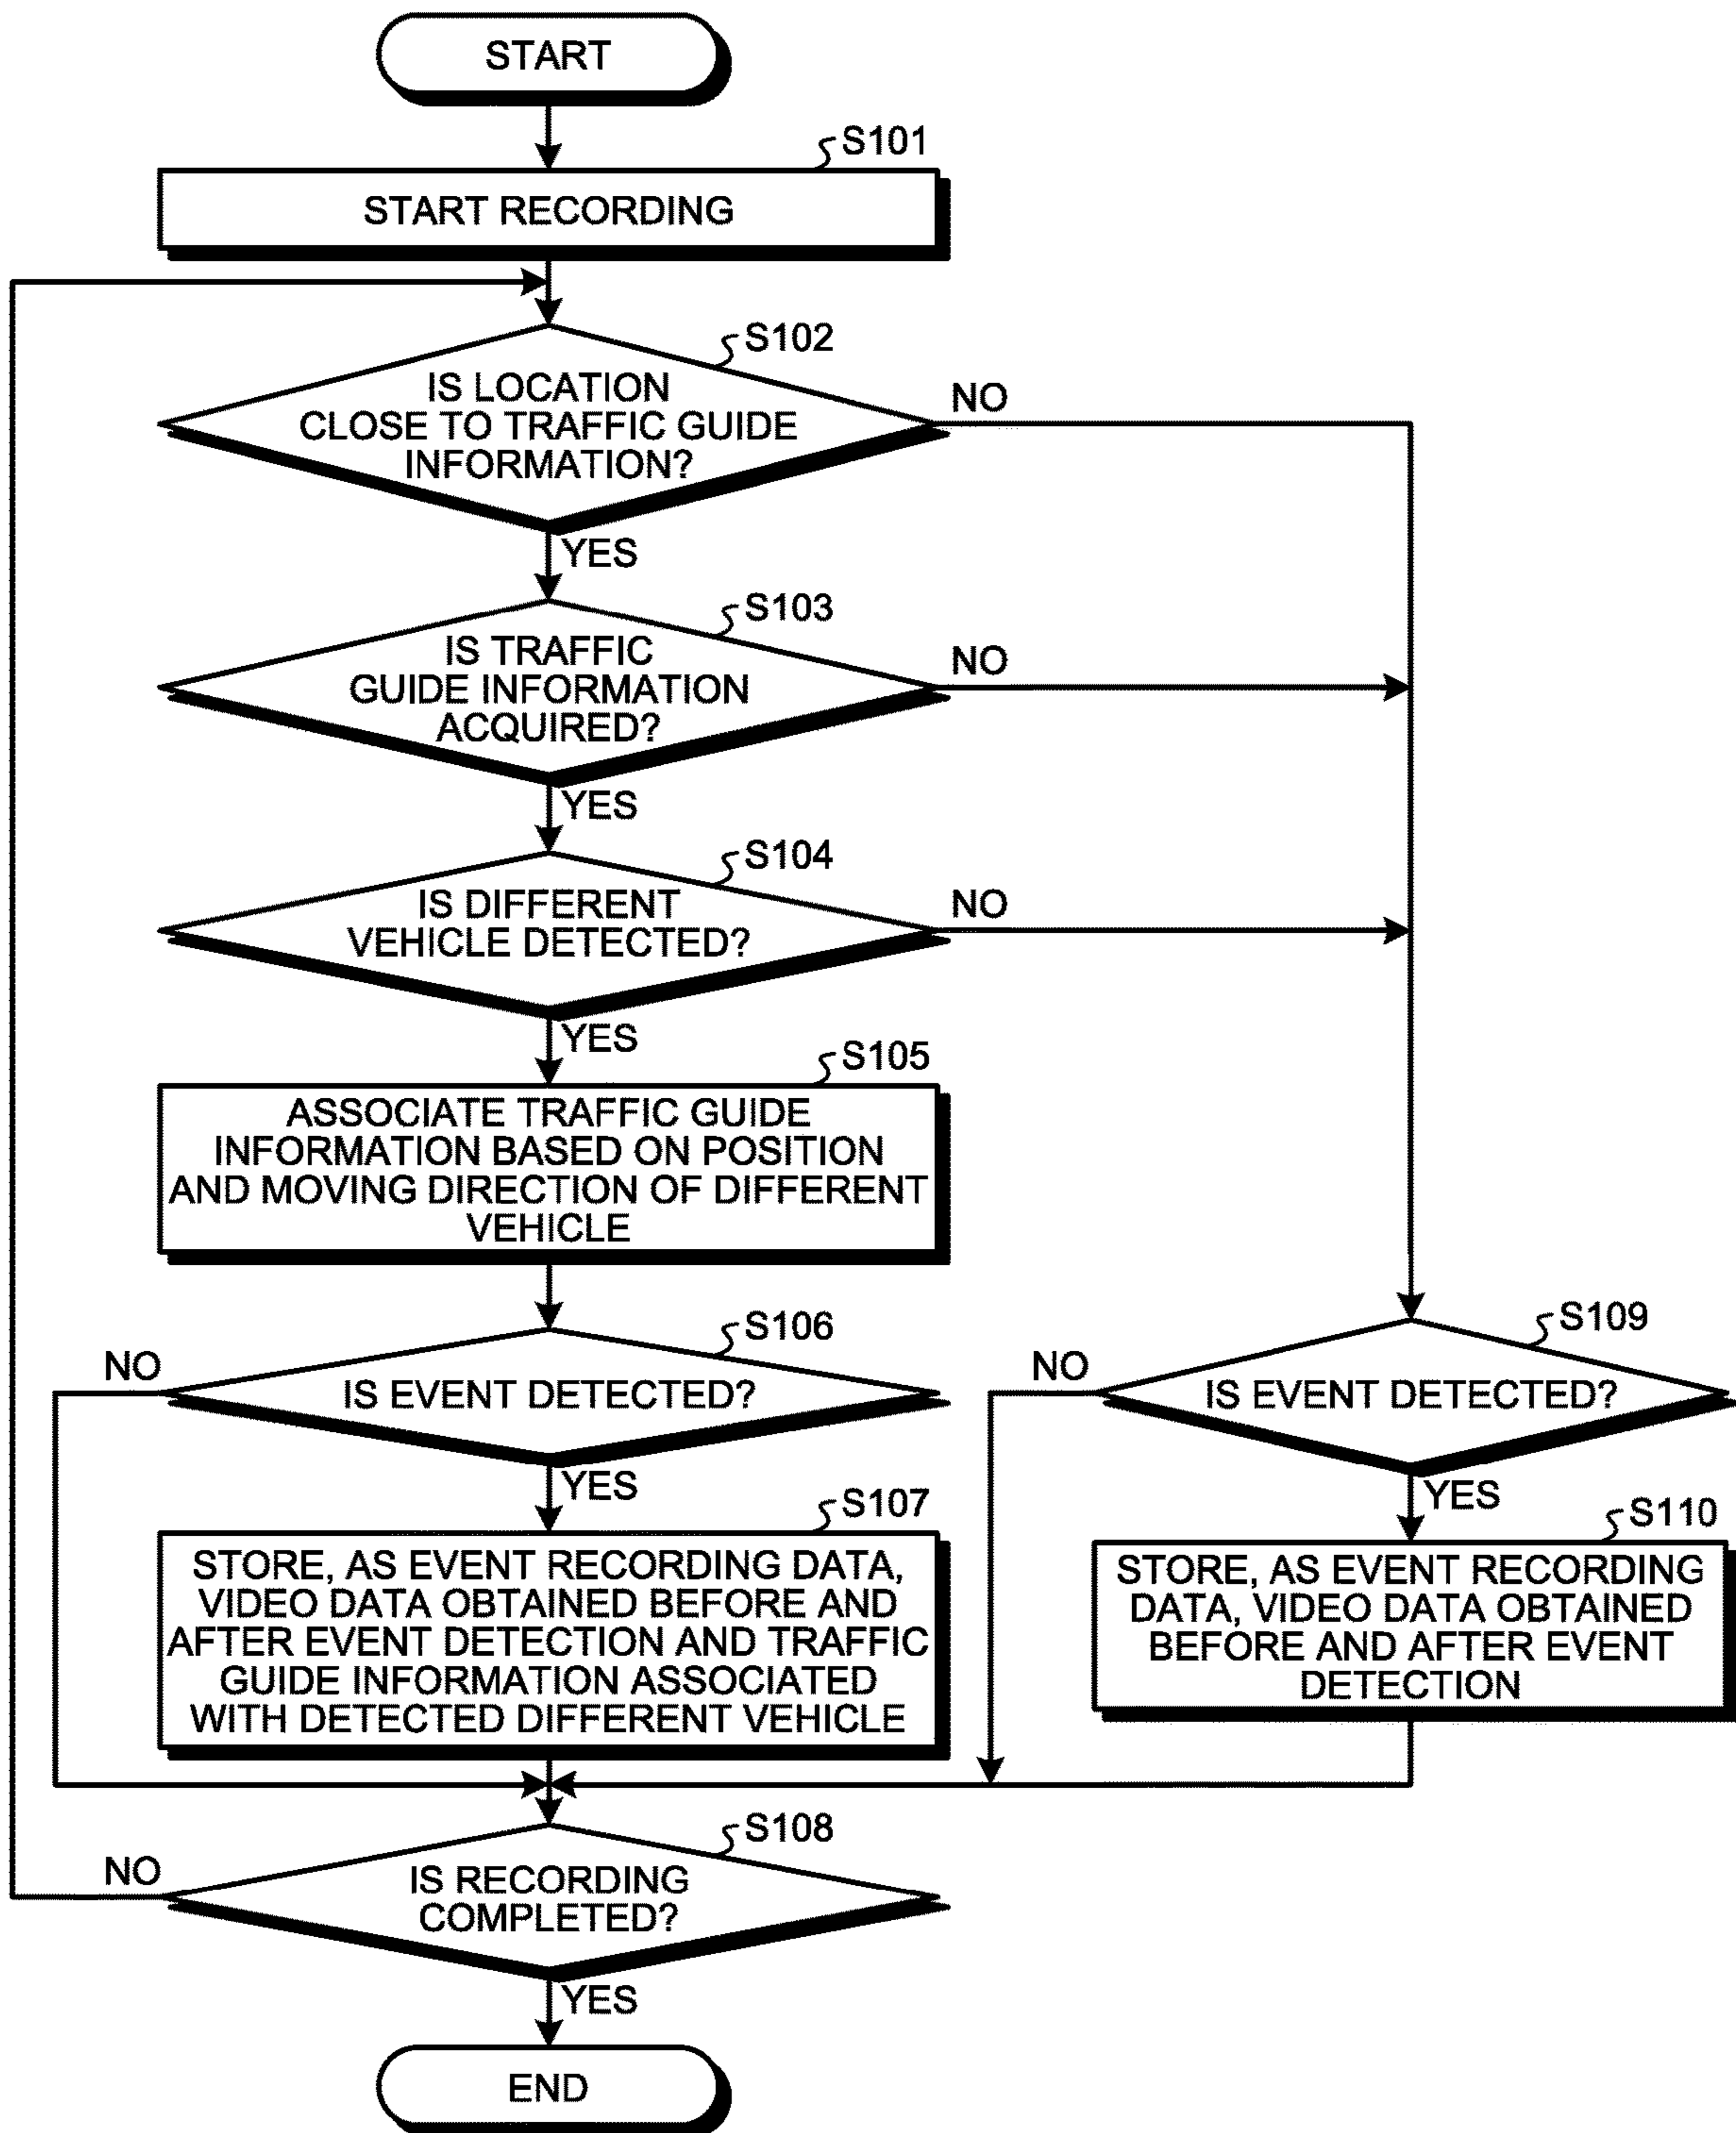 START
S101
START RECORDING
S102
IS LOCATION
CLOSE TO TRAFFIC GUIDE
INFORMATION?
NO
YES
S103
IS TRAFFIC
GUIDE INFORMATION
ACQUIRED?
NO
YES
S104
IS DIFFERENT
VEHICLE DETECTED?
NO
YES
S105
ASSOCIATE TRAFFIC GUIDE
INFORMATION BASED ON POSITION
AND MOVING DIRECTION OF DIFFERENT
VEHICLE
S106
NO
IS EVENT DETECTED?
YES
S107
STORE, AS EVENT RECORDING DATA,
VIDEO DATA OBTAINED BEFORE AND
AFTER EVENT DETECTION AND TRAFFIC
GUIDE INFORMATION ASSOCIATED
WITH DETECTED DIFFERENT VEHICLE
S109
NO
IS EVENT DETECTED?
YES
S110
STORE, AS EVENT RECORDING
DATA, VIDEO DATA OBTAINED
BEFORE AND AFTER EVENT
DETECTION
S108
NO
IS RECORDING
COMPLETED?
YES
END